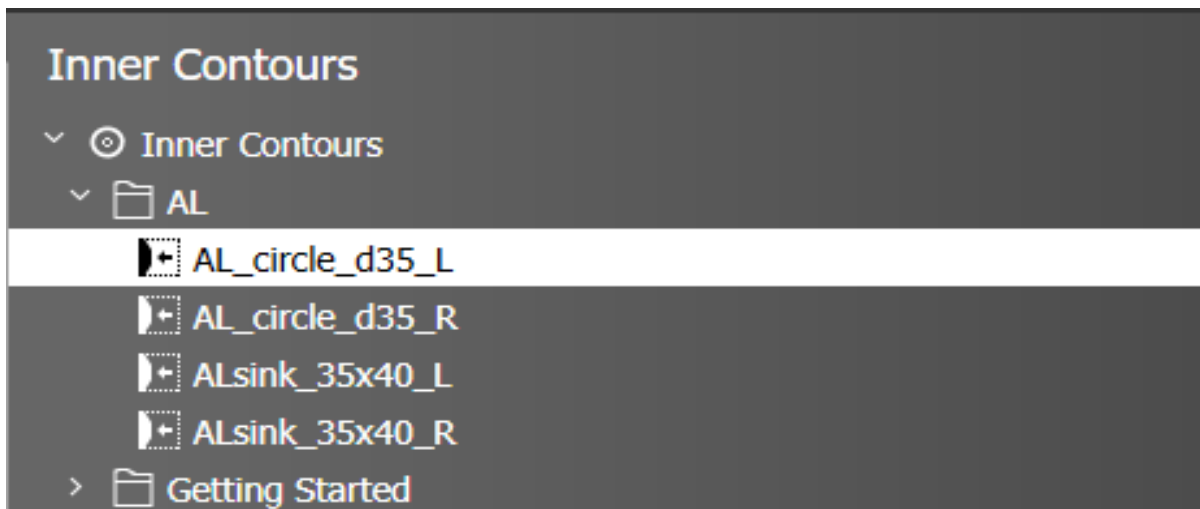 Inner Contours
Inner Contours
AL
AL_circle_d35_L
AL_circle_d35_R
ALsink_35x40_L
ALsink_35x40_R
Getting Started